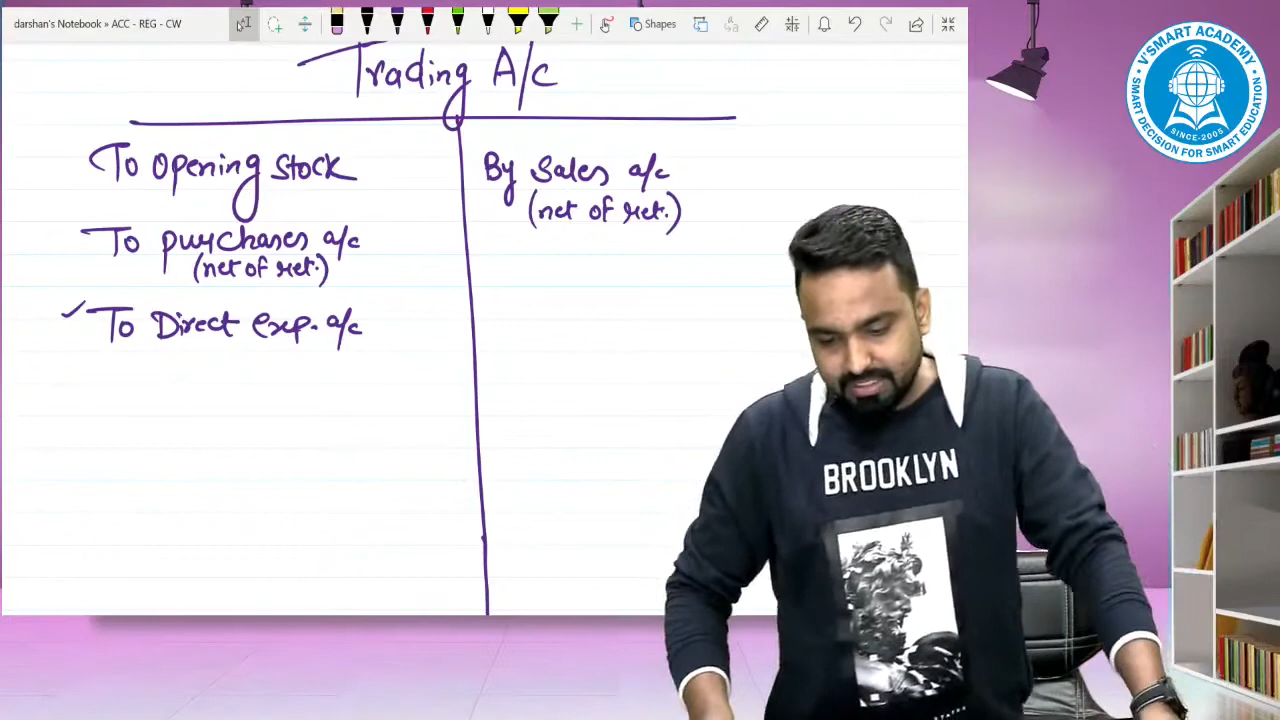 darshan's Notebook » ACC - REG - CW
Shapes
Trading A/c
To Opening stock
To purchases a/c
(net of ret.)
✓ To Direct exp. a/c
By Sales a/c
(net of ret.)
V'SMART ACADEMY
SINCE-2005
SMART DECISION FOR SMART EDUCATION
BROOKLYN